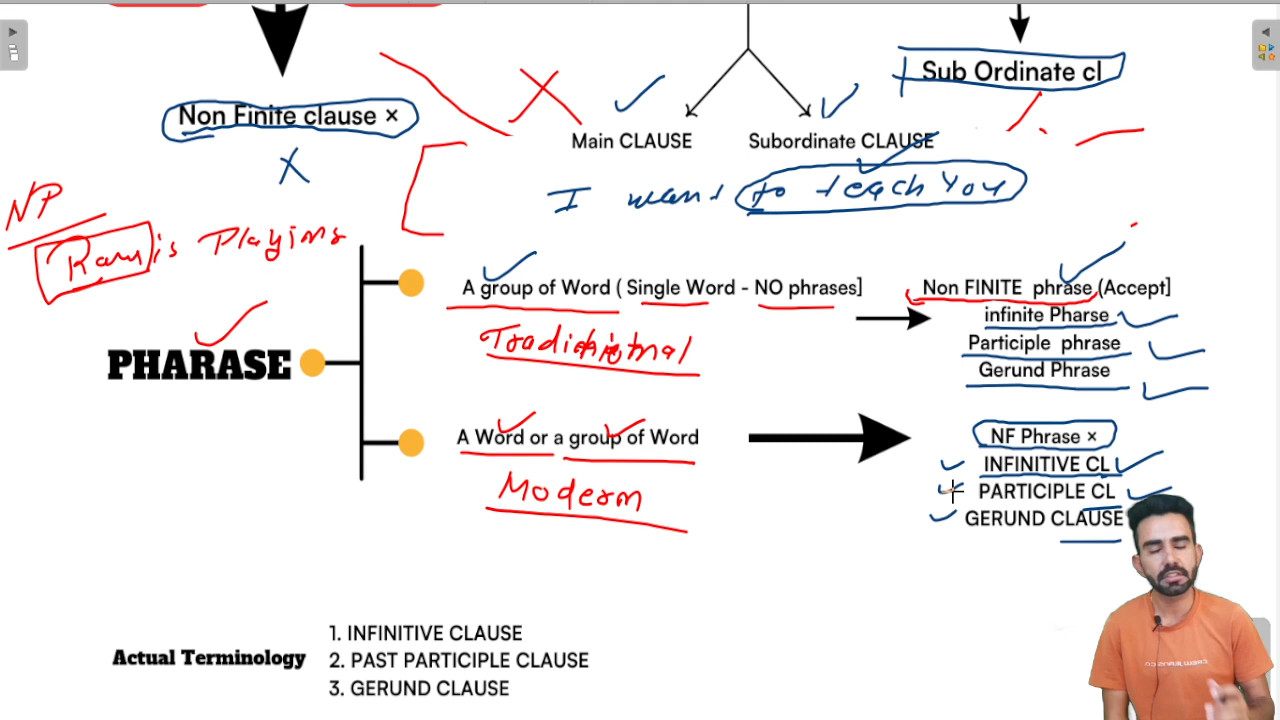 Sub Ordinate cl
Non Finite clause ×
X
Main CLAUSE
Subordinate CLAUSE
I want to teach You
NP
Ram is Playing
A group of Word ( Single Word - NO phrases]
Tradichietnal
Non FINITE phrase (Accept]
infinite Pharse
Participle phrase
Gerund Phrase
PHARASE
A Word or a group of Word
Modern
NF Phrase ×
INFINITIVE CL
PARTICIPLE CL
GERUND CLAUSE
Actual Terminology
1. INFINITIVE CLAUSE
2. PAST PARTICIPLE CLAUSE
3. GERUND CLAUSE